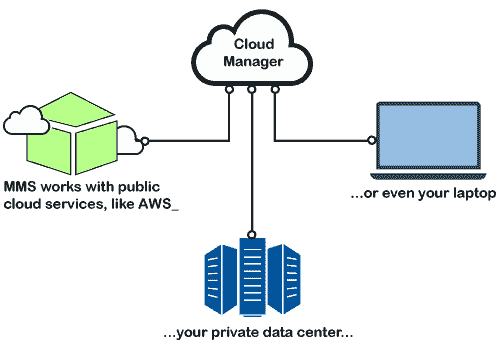 Cloud
Manager
MMS works with public
cloud services, like AWS_
...or even your laptop
...your private data center...